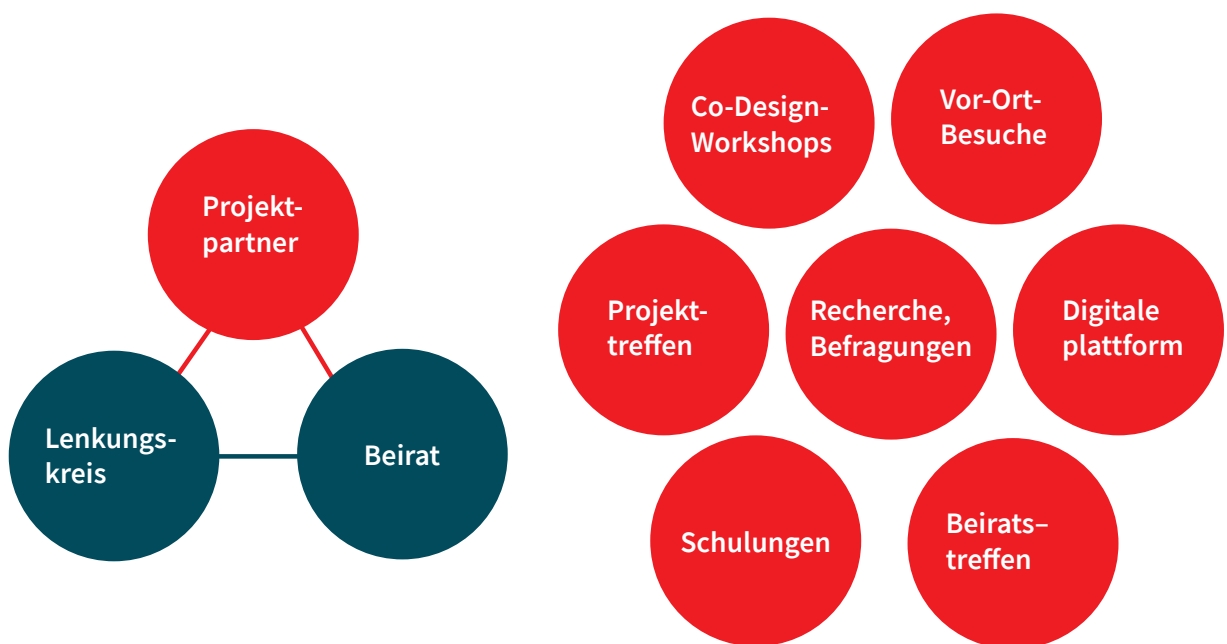 Projekt-
partner
Lenkungs-
kreis
Beirat
Co-Design-
Workshops
Vor-Ort-
Besuche
Projekt-
treffen
Recherche,
Befragungen
Digitale
plattform
Schulungen
Beirats–
treffen